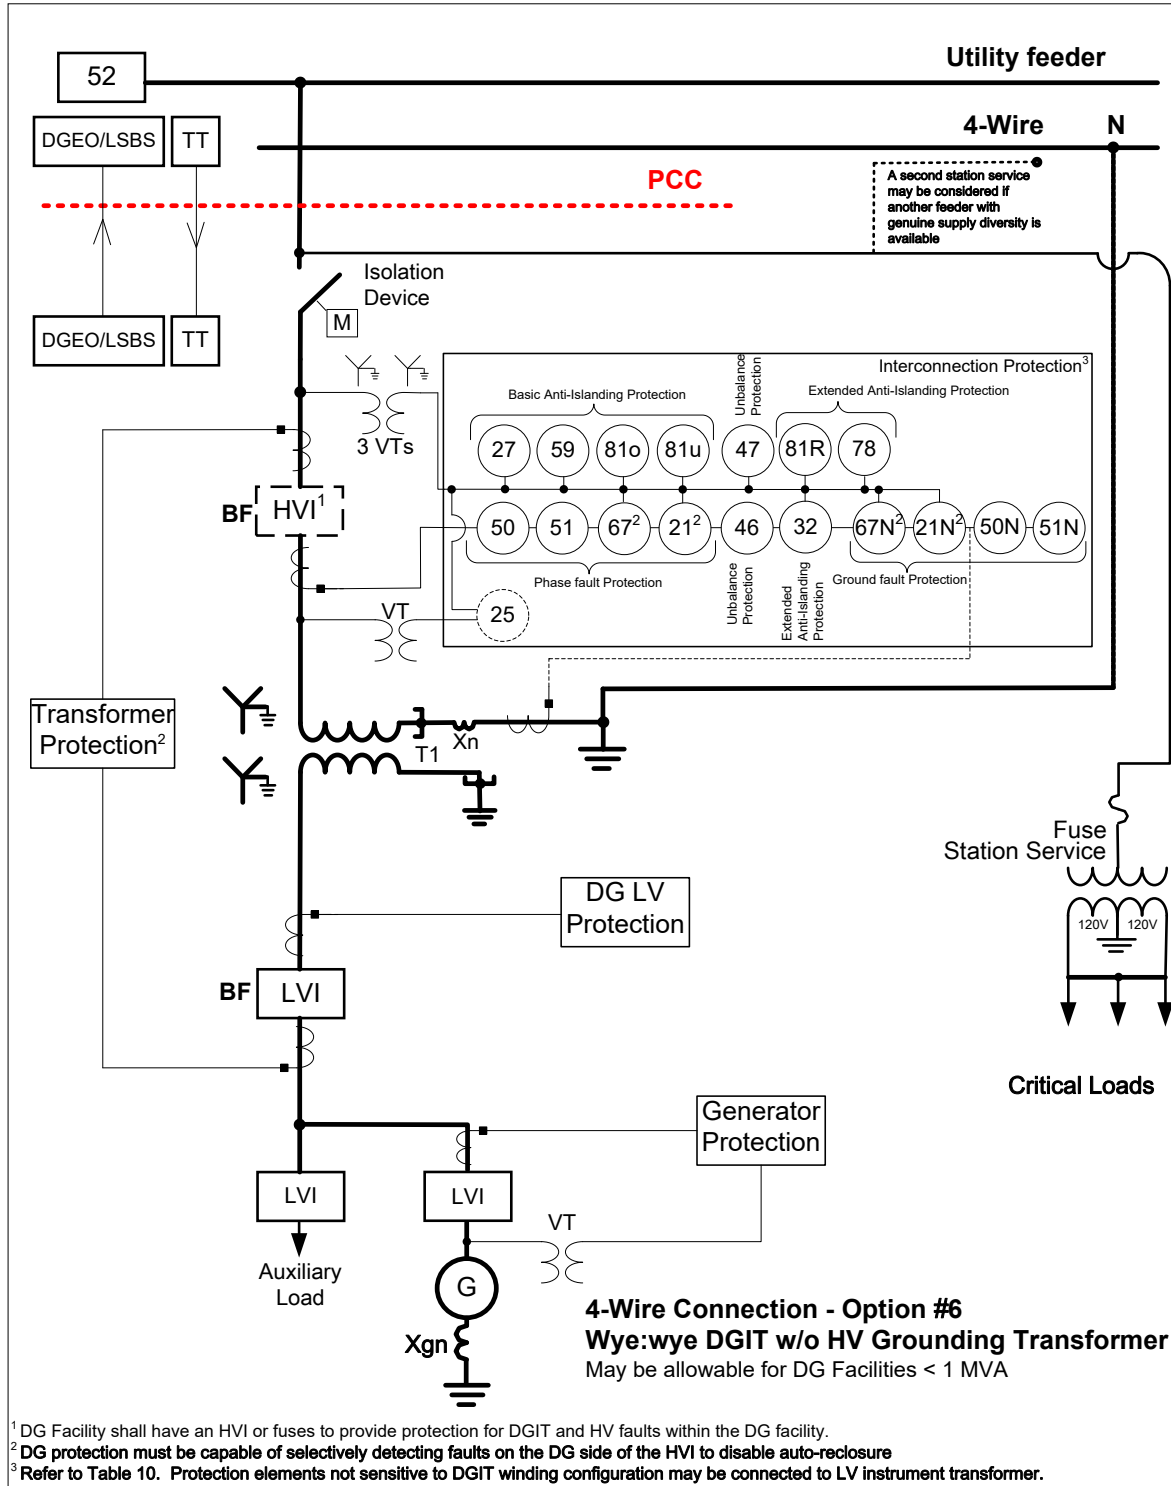 Utility feeder
52
4-Wire N
DGEO/LSBS TT
A second station service
may be considered if
another feeder with
genuine supply diversity is
available
PCC
Isolation
Device
M
DGEO/LSBS TT
Interconnection Protection3
Basic Anti-Islanding Protection
Unbalance
Protection
Extended Anti-Islanding Protection
3 VTs
27 59 81o 81u 47 81R 78
BF HVI1
50 51 67² 21² 46 32 67N² 21N² 50N 51N
Phase fault Protection
Unbalance
Protection
Extended
Anti-Islanding
Protection
Ground fault Protection
VT
25
Transformer
Protection²
T1
Xn
Fuse
Station Service
120V 120V
DG LV
Protection
BF LVI
Critical Loads
Generator
Protection
LVI
LVI
VT
Auxiliary
Load
G
Xgn
4-Wire Connection - Option #6
Wye:wye DGIT w/o HV Grounding Transformer
May be allowable for DG Facilities < 1 MVA
1 DG Facility shall have an HVI or fuses to provide protection for DGIT and HV faults within the DG facility.
2 DG protection must be capable of selectively detecting faults on the DG side of the HVI to disable auto-reclosure
3 Refer to Table 10. Protection elements not sensitive to DGIT winding configuration may be connected to LV instrument transformer.